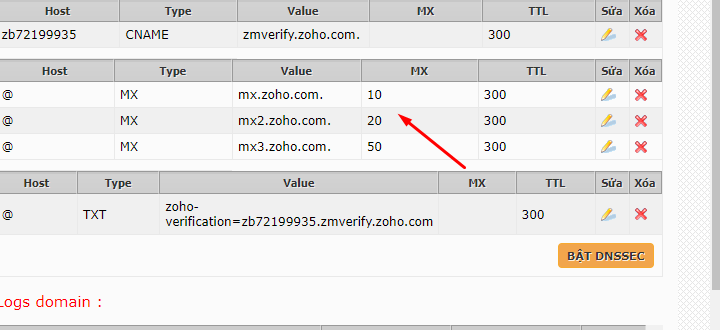 Host Type Value MX TTL Sửa Xóa
zb72199935 CNAME zmverify.zoho.com. 300
Host Type Value MX TTL Sửa Xóa
@ MX mx.zoho.com. 10 300
@ MX mx2.zoho.com. 20 300
@ MX mx3.zoho.com. 50 300
Host Type Value MX TTL Sửa Xóa
zoho-
@ TXT 300
verification=zb72199935.zmverify.zoho.com
BẬT DNSSEC
Logs domain :